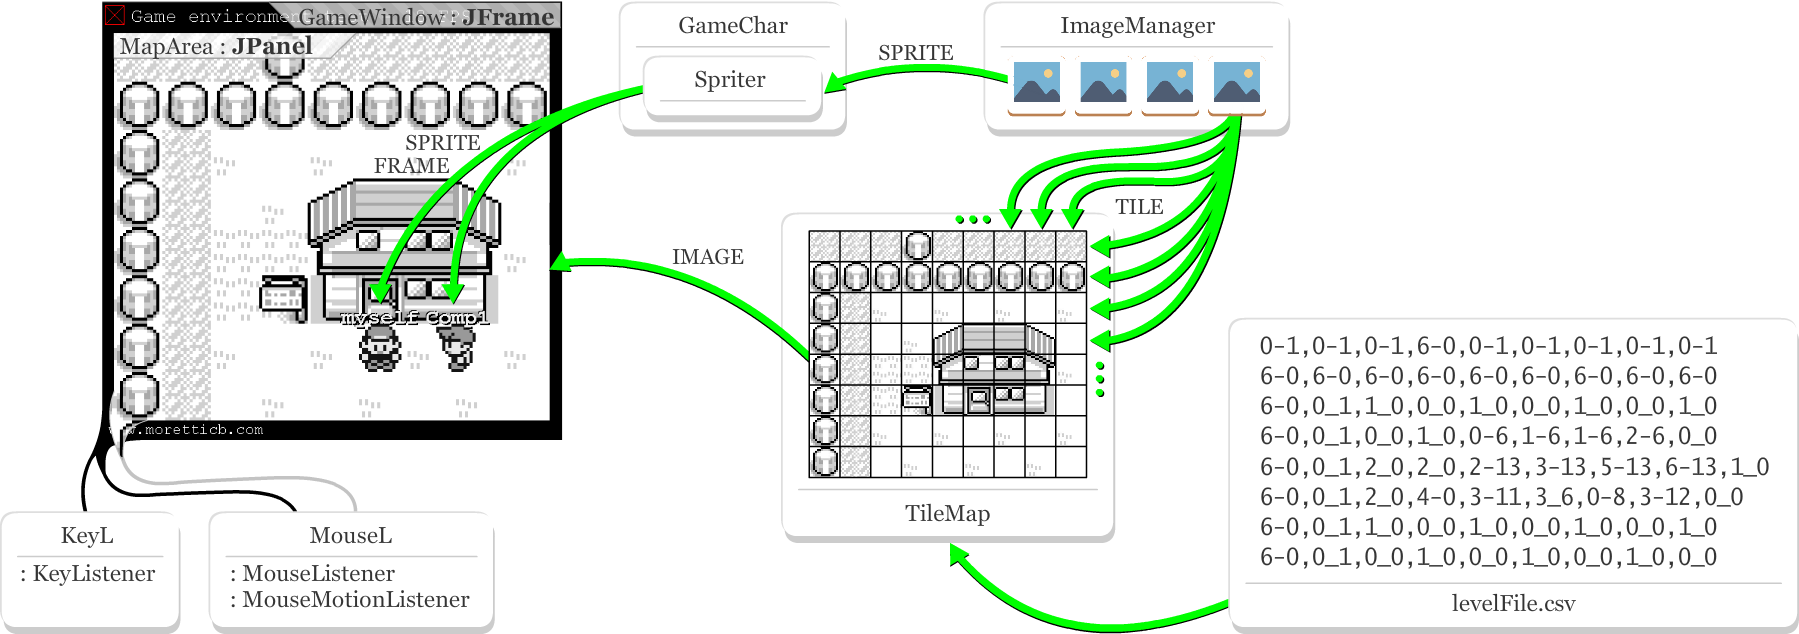 Game environment
GameWindow : JFrame
MapArea : JPanel
SPRITE
FRAME
myself Comp1
www.moretticb.com
KeyL
: KeyListener
MouseL
: MouseListener
: MouseMotionListener
GameChar
Spriter
SPRITE
ImageManager
IMAGE
TILE
TileMap
0-1,0-1,0-1,6-0,0-1,0-1,0-1,0-1,0-1
6-0,6-0,6-0,6-0,6-0,6-0,6-0,6-0,6-0
6-0,0_1,1_0,0_0,1_0,0_0,1_0,0_0,1_0
6-0,0_1,0_0,1_0,0-6,1-6,1-6,2-6,0_0
6-0,0_1,2_0,2_0,2-13,3-13,5-13,6-13,1_0
6-0,0_1,2_0,4-0,3-11,3_6,0-8,3-12,0_0
6-0,0_1,1_0,0_0,1_0,0_0,1_0,0_0,1_0
6-0,0_1,0_0,1_0,0_0,1_0,0_0,1_0,0_0
levelFile.csv